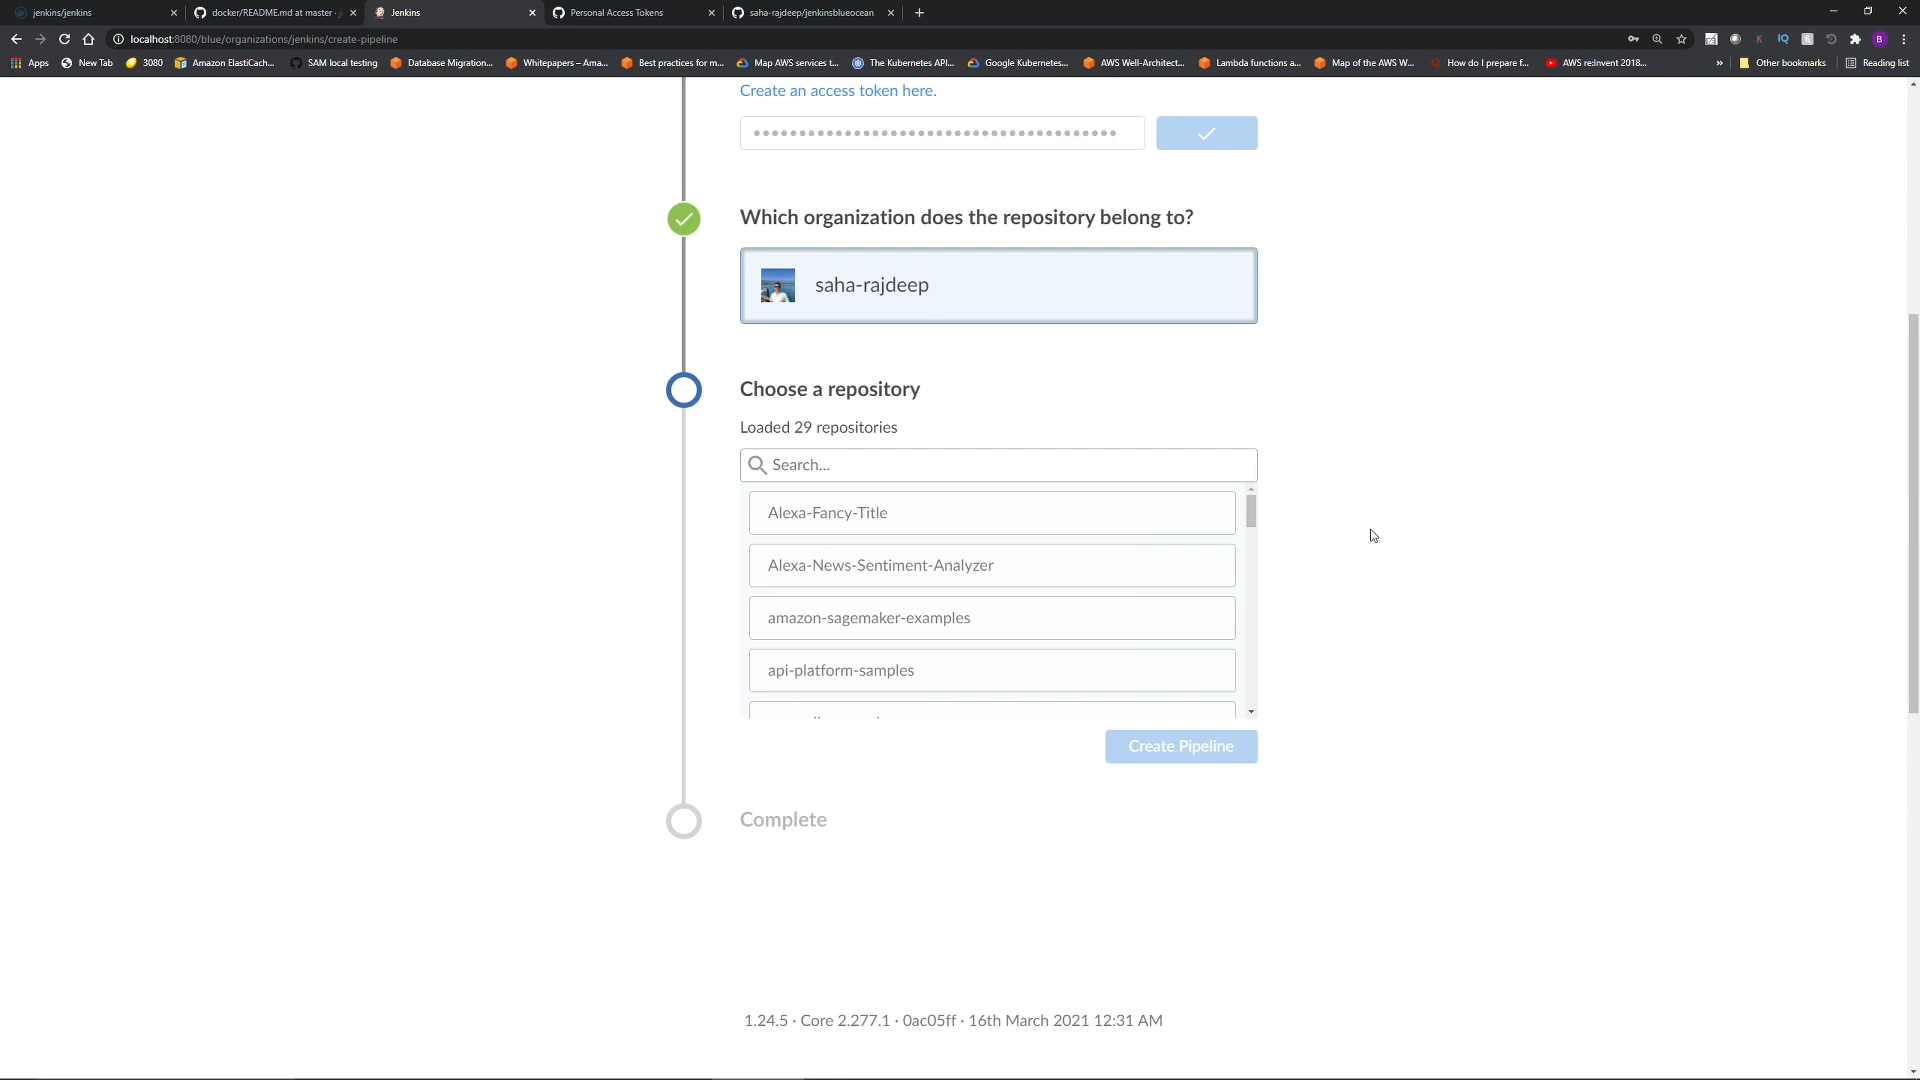 jenkins/jenkins
docker/README.md at master · j
Jenkins
Personal Access Tokens
saha-rajdeep/jenkinsblueocean
localhost:8080/blue/organizations/jenkins/create-pipeline
Apps
New Tab
3080
Amazon ElastiCach...
SAM local testing
Database Migration...
Whitepapers – Ama...
Best practices for m...
Map AWS services t...
The Kubernetes API...
Google Kubernetes...
AWS Well-Architect...
Lambda functions a...
Map of the AWS W...
How do I prepare f...
AWS re:Invent 2018...
»
Other bookmarks
Reading list
Create an access token here.
Which organization does the repository belong to?
saha-rajdeep
Choose a repository
Loaded 29 repositories
Search...
Alexa-Fancy-Title
Alexa-News-Sentiment-Analyzer
amazon-sagemaker-examples
api-platform-samples
Create Pipeline
Complete
1.24.5 · Core 2.277.1 · 0ac05ff · 16th March 2021 12:31 AM